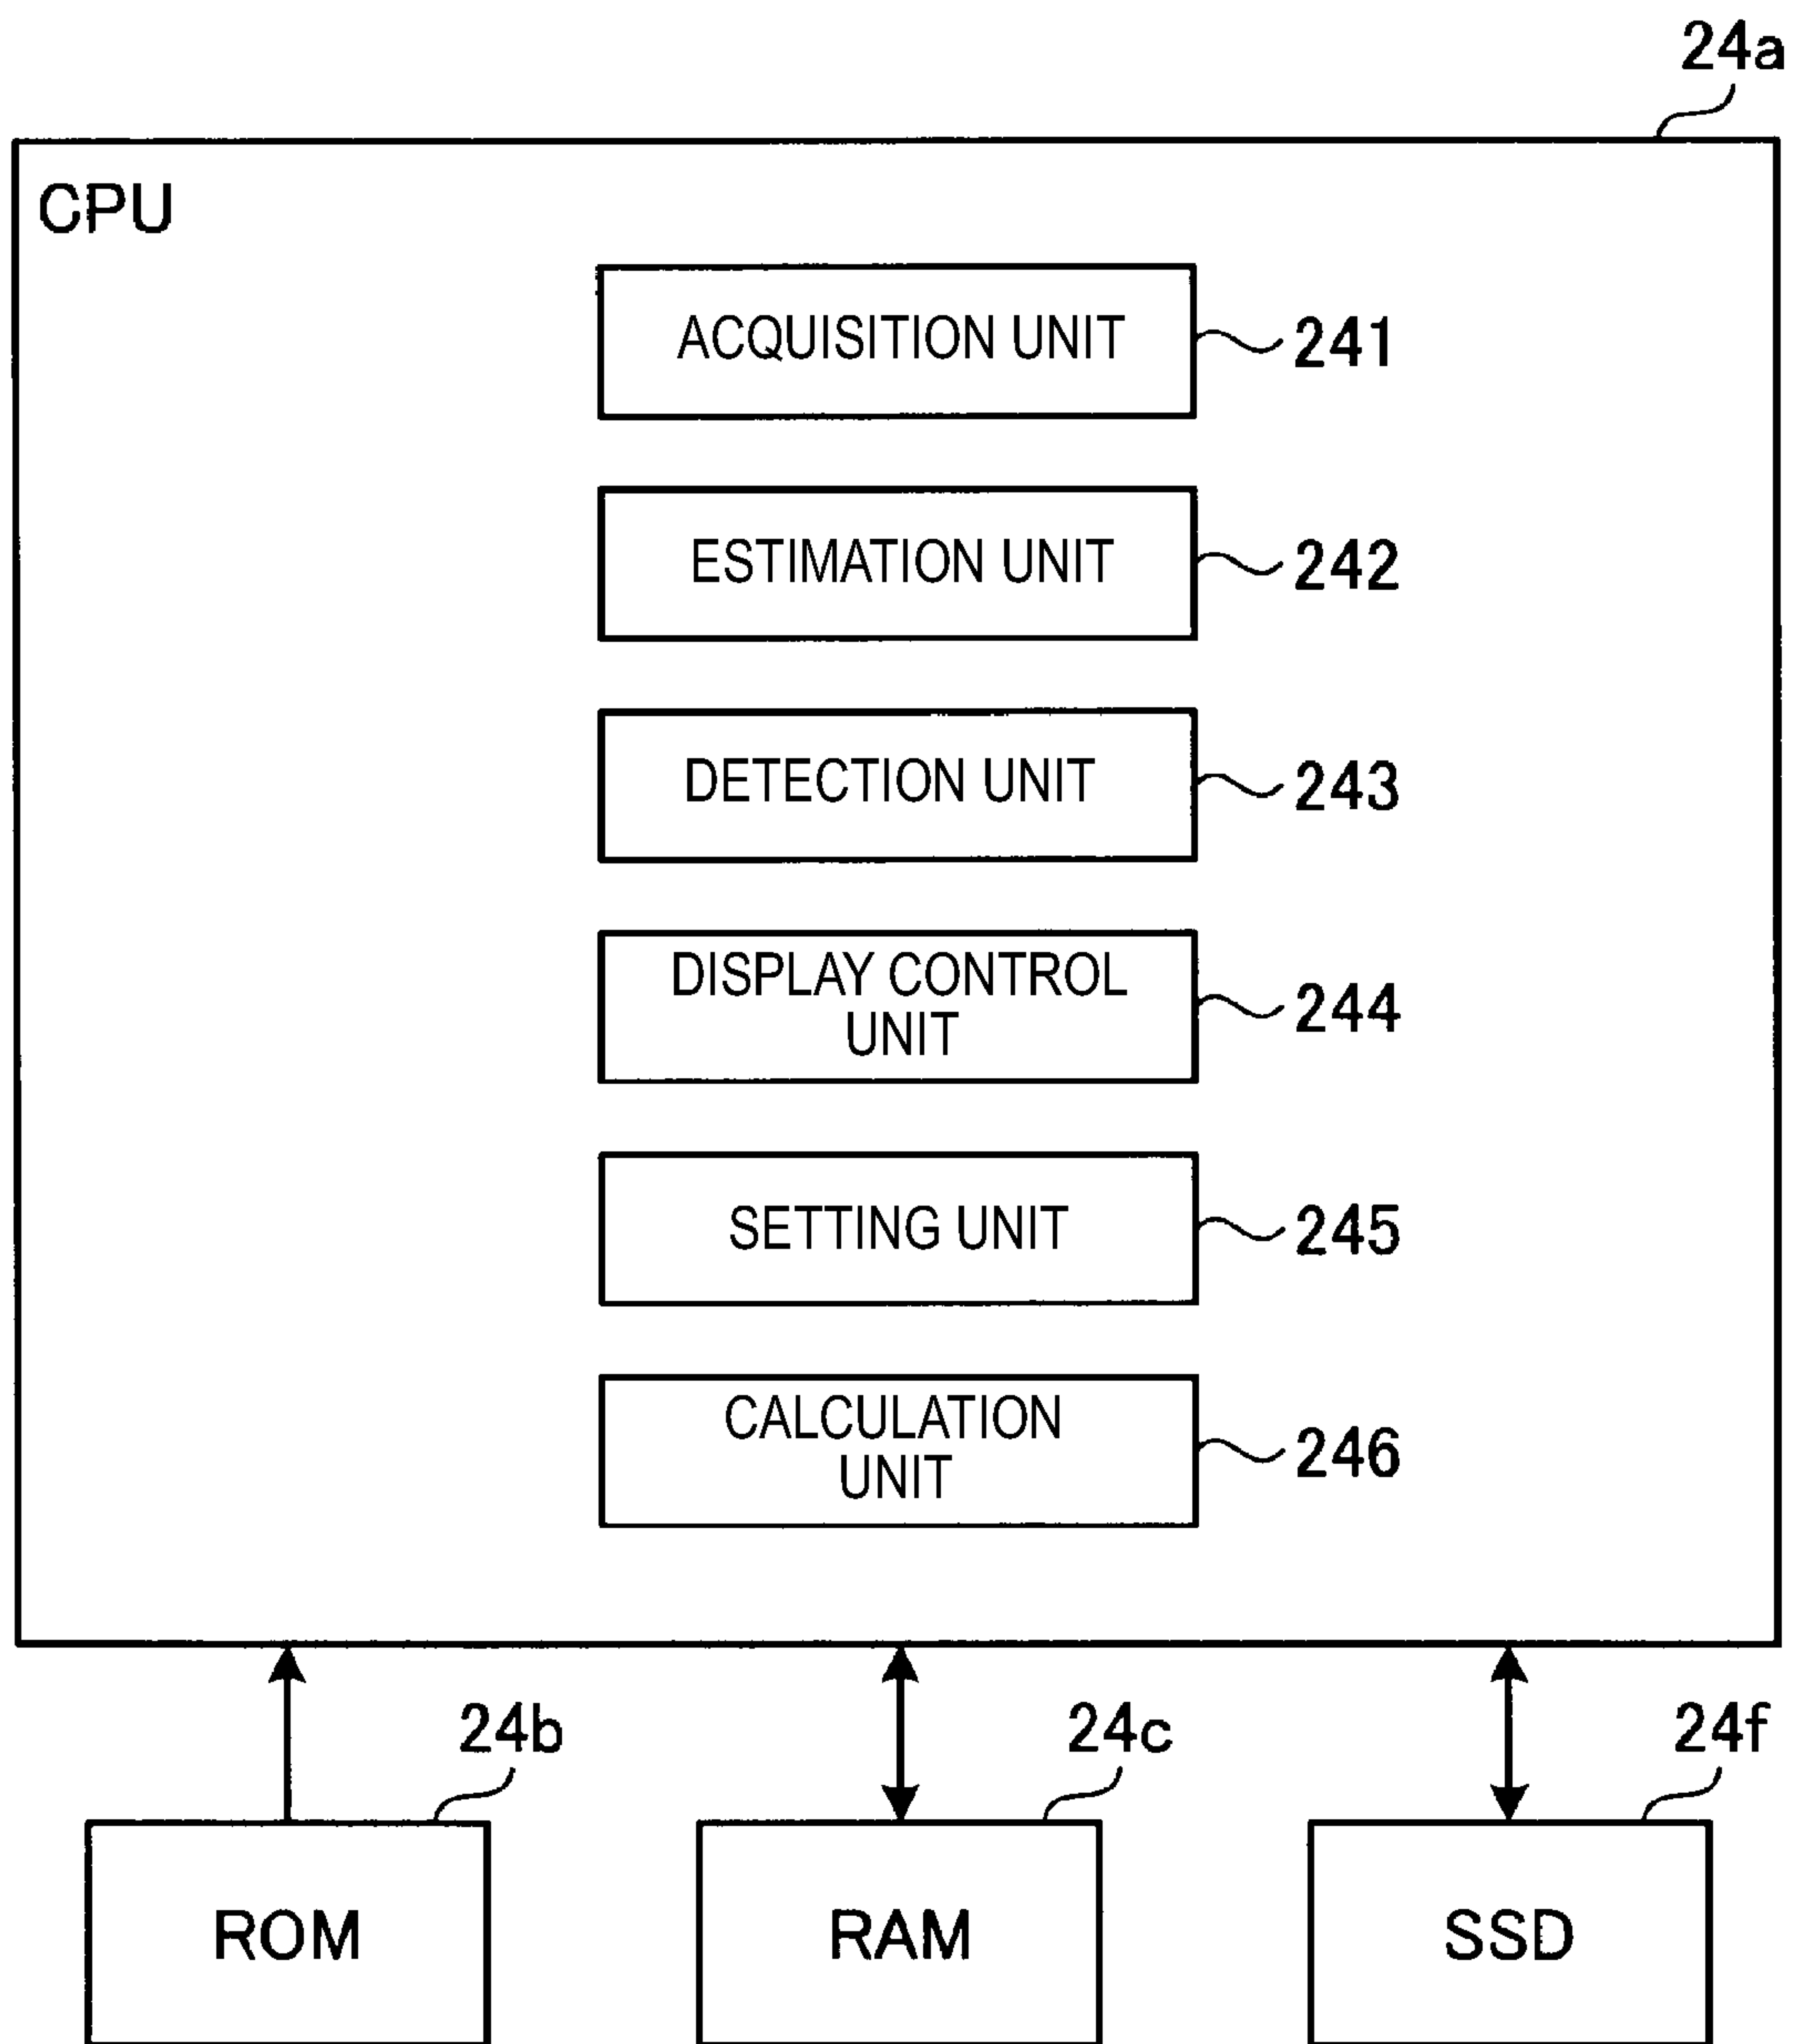 24a
CPU
ACQUISITION UNIT
241
ESTIMATION UNIT
242
DETECTION UNIT
243
DISPLAY CONTROL
UNIT
244
SETTING UNIT
245
CALCULATION
UNIT
246
24b
24c
24f
ROM
RAM
SSD